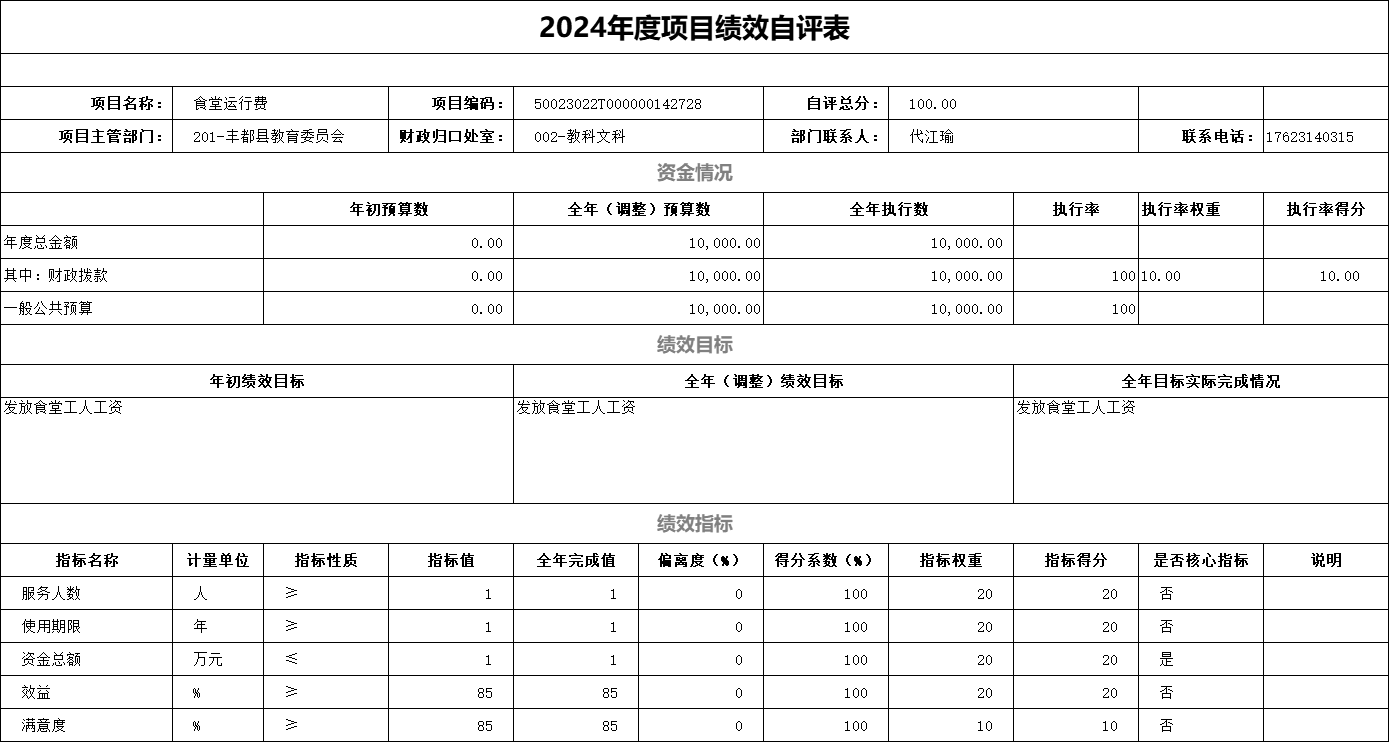 2024年度项目绩效自评表
项目名称： 食堂运行费 项目编码： 50023022T000000142728 自评总分： 100.00
项目主管部门： 201-丰都县教育委员会 财政归口处室： 002-教科文科 部门联系人： 代江瑜 联系电话： 17623140315
资金情况
年初预算数 全年（调整）预算数 全年执行数 执行率 执行率权重 执行率得分
年度总金额 0.00 10,000.00 10,000.00
其中：财政拨款 0.00 10,000.00 10,000.00 100 10.00 10.00
一般公共预算 0.00 10,000.00 10,000.00 100
绩效目标
年初绩效目标 全年（调整）绩效目标 全年目标实际完成情况
发放食堂工人工资 发放食堂工人工资 发放食堂工人工资
绩效指标
指标名称 计量单位 指标性质 指标值 全年完成值 偏离度（%） 得分系数（%） 指标权重 指标得分 是否核心指标 说明
服务人数 人 ≥ 1 1 0 100 20 20 否
使用期限 年 ≥ 1 1 0 100 20 20 否
资金总额 万元 ≤ 1 1 0 100 20 20 是
效益 % ≥ 85 85 0 100 20 20 否
满意度 % ≥ 85 85 0 100 10 10 否